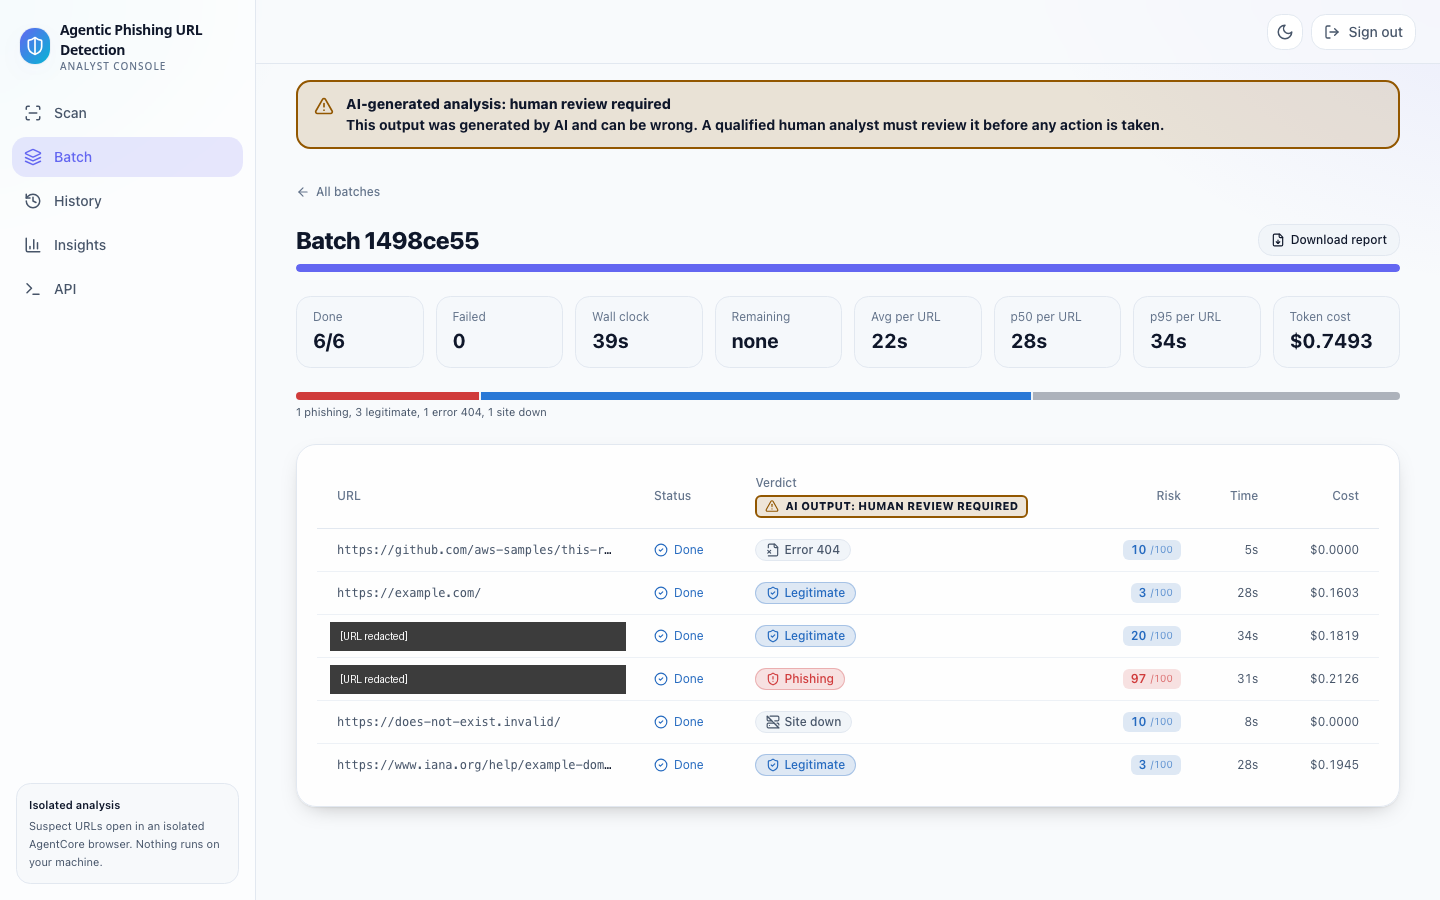 Agentic Phishing URL
Detection
ANALYST CONSOLE
Scan
Batch
History
Insights
API
Isolated analysis
Suspect URLs open in an isolated
AgentCore browser. Nothing runs on
your machine.
Sign out
AI-generated analysis: human review required
This output was generated by AI and can be wrong. A qualified human analyst must review it before any action is taken.
All batches
Batch 1498ce55
Download report
Done
6/6
Failed
0
Wall clock
39s
Remaining
none
Avg per URL
22s
p50 per URL
28s
p95 per URL
34s
Token cost
$0.7493
1 phishing, 3 legitimate, 1 error 404, 1 site down
URL Status Verdict Risk Time Cost
AI OUTPUT: HUMAN REVIEW REQUIRED
https://github.com/aws-samples/this-r… Done Error 404 10 /100 5s $0.0000
https://example.com/ Done Legitimate 3 /100 28s $0.1603
[URL redacted] Done Legitimate 20 /100 34s $0.1819
[URL redacted] Done Phishing 97 /100 31s $0.2126
https://does-not-exist.invalid/ Done Site down 10 /100 8s $0.0000
https://www.iana.org/help/example-dom… Done Legitimate 3 /100 28s $0.1945